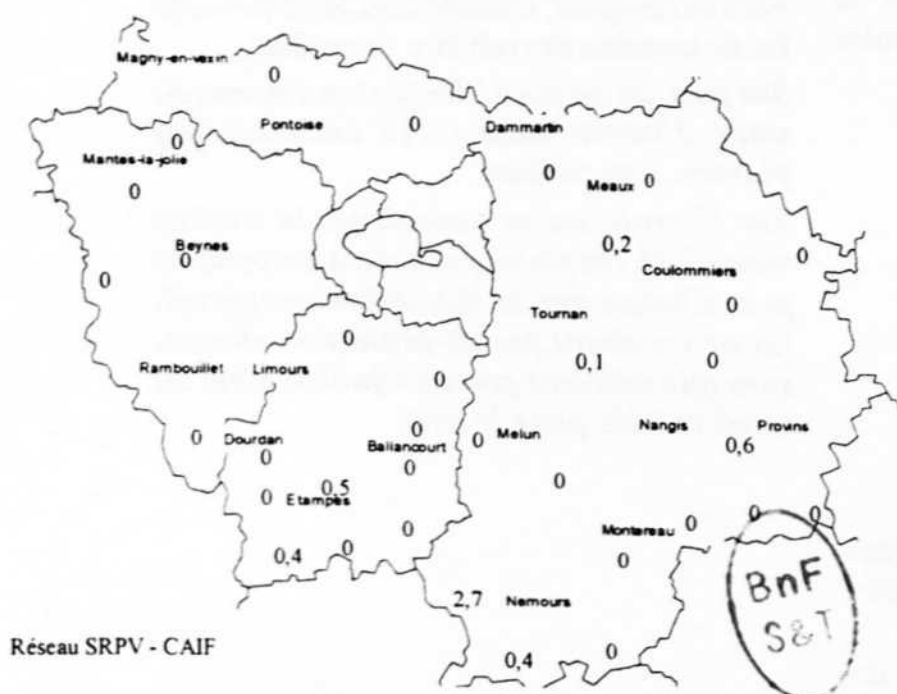 Magny-en-vexin
0
Pontoise 0 Dammartin
0
Mantes-la-jolie 0 0
Meaux
0
Beynes 0 0,2 0
0 Coulommiers
Tournan 0
0
Rambouillet Limours 0,1 0
0
0 Dourdan 0 Ballancourt 0 Melun Nangis 0,6 Provins
0 0
0 Etampes 0,5 0
0 0 0
0,4 0 Montereau 0
0
2,7 Nemours
BnF
S&T
Réseau SRPV - CAIF
0,4 0